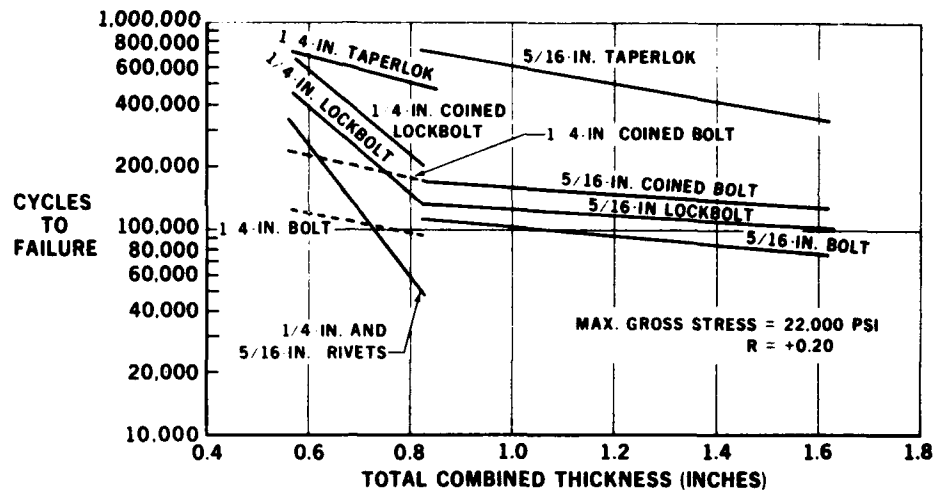 1,000,000
800,000
600,000
400,000
200,000
100,000
80,000
60,000
40,000
20,000
10,000
CYCLES
TO
FAILURE
1 4·IN. TAPERLOK
1/4·IN. LOCKBOLT
1 4·IN. COINED
LOCKBOLT
5/16·IN. TAPERLOK
1 4·IN COINED BOLT
5/16·IN. COINED BOLT
5/16·IN LOCKBOLT
1 4·IN. BOLT
5/16·IN. BOLT
1/4·IN. AND
5/16·IN. RIVETS
MAX. GROSS STRESS = 22.000 PSI
R = +0.20
0.4 0.6 0.8 1.0 1.2 1.4 1.6 1.8
TOTAL COMBINED THICKNESS (INCHES)